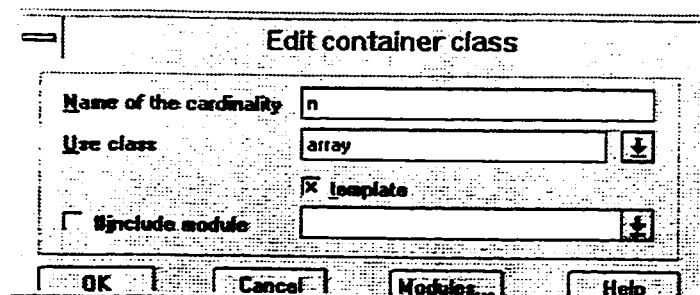 Edit container class
Name of the cardinality n
Use class array
template
#include module
OK Cancel Modules... Help